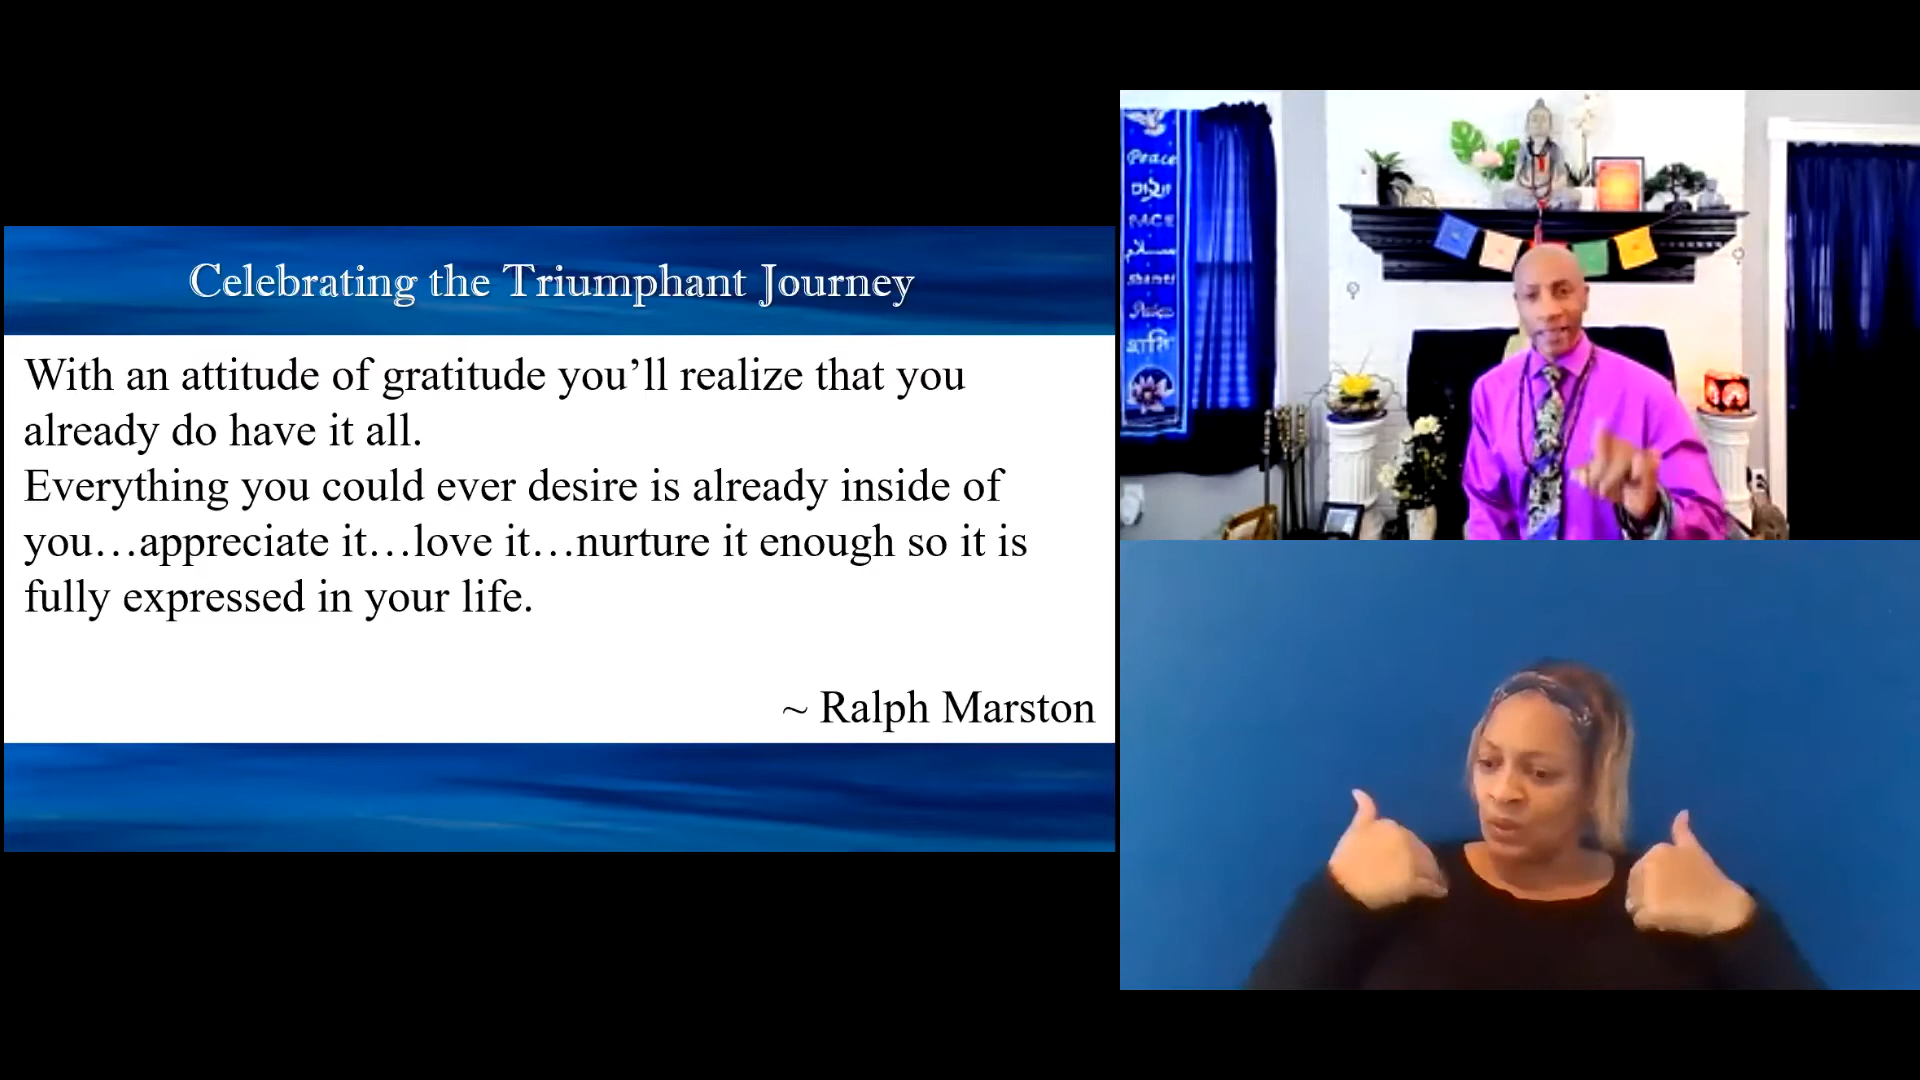 Celebrating the Triumphant Journey
With an attitude of gratitude you’ll realize that you
already do have it all.
Everything you could ever desire is already inside of
you…appreciate it…love it…nurture it enough so it is
fully expressed in your life.
~ Ralph Marston
Peace
PACE